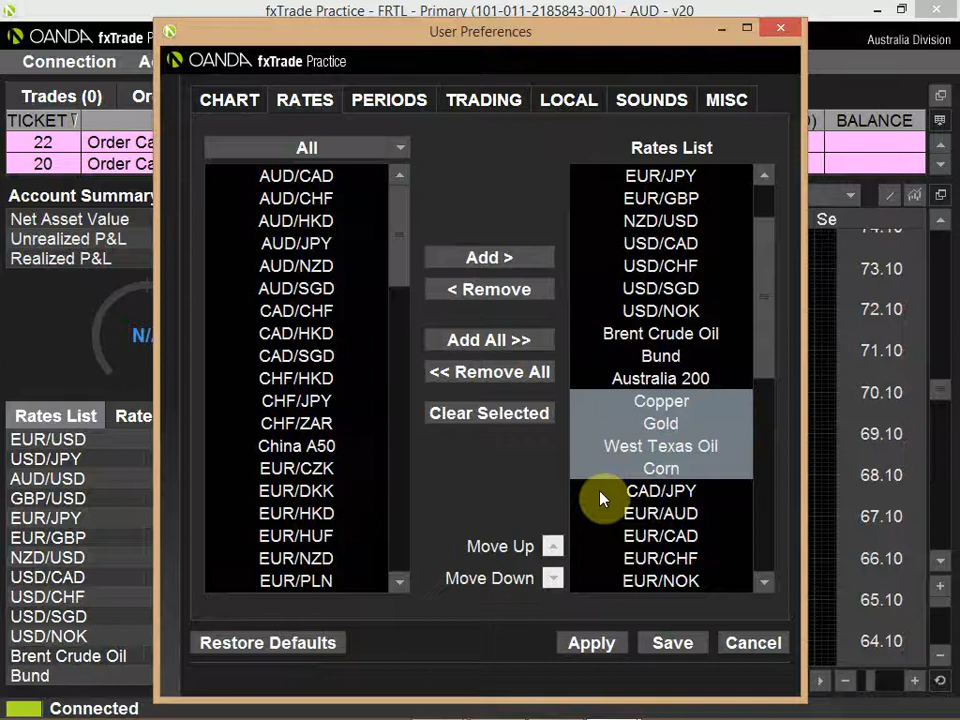 fxTrade Practice - FRTL - Primary (101-011-2185843-001) - AUD - v20
User Preferences
OANDA fxTrade Pra
Australia Division
OANDA fxTrade Practice
Connection
Trades (0)
TICKET
BALANCE
22 Order Ca
20 Order Ca
Account Summary
Net Asset Value
Unrealized P&L
Realized P&L
N/
Rates List
Rate
EUR/USD
USD/JPY
AUD/USD
GBP/USD
EUR/JPY
EUR/GBP
NZD/USD
USD/CAD
USD/CHF
USD/SGD
USD/NOK
Brent Crude Oil
Bund
Connected
CHART RATES PERIODS TRADING LOCAL SOUNDS MISC
All
AUD/CAD
AUD/CHF
AUD/HKD
AUD/JPY
AUD/NZD
AUD/SGD
CAD/CHF
CAD/HKD
CAD/SGD
CHF/HKD
CHF/JPY
CHF/ZAR
China A50
EUR/CZK
EUR/DKK
EUR/HKD
EUR/HUF
EUR/NZD
EUR/PLN
Add >
< Remove
Add All >>
<< Remove All
Clear Selected
Move Up
Move Down
Rates List
EUR/JPY
EUR/GBP
NZD/USD
USD/CAD
USD/CHF
USD/SGD
USD/NOK
Brent Crude Oil
Bund
Australia 200
Copper
Gold
West Texas Oil
Corn
CAD/JPY
EUR/AUD
EUR/CAD
EUR/CHF
EUR/NOK
Restore Defaults
Apply
Save
Cancel
Se
73.10
72.10
71.10
70.10
69.10
68.10
67.10
66.10
65.10
64.10